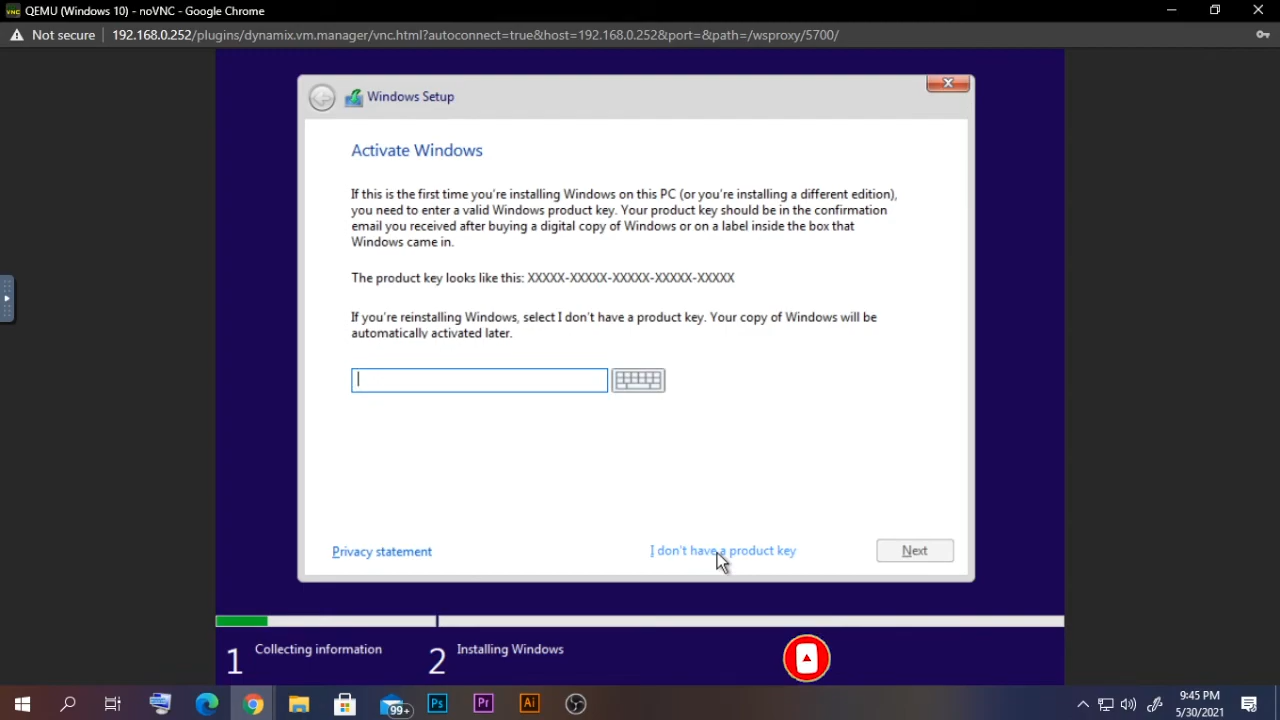 QEMU (Windows 10) - noVNC - Google Chrome
Not secure
192.168.0.252/plugins/dynamix.vm.manager/vnc.html?autoconnect=true&host=192.168.0.252&port=&path=/wsproxy/5700/
Windows Setup
Activate Windows
If this is the first time you're installing Windows on this PC (or you're installing a different edition),
you need to enter a valid Windows product key. Your product key should be in the confirmation
email you received after buying a digital copy of Windows or on a label inside the box that
Windows came in.
The product key looks like this: XXXXX-XXXXX-XXXXX-XXXXX-XXXXX
If you're reinstalling Windows, select I don't have a product key. Your copy of Windows will be
automatically activated later.
Privacy statement
I don't have a product key
Next
1 Collecting information
2 Installing Windows
99+
Ps
Pr
Ai
9:45 PM
5/30/2021